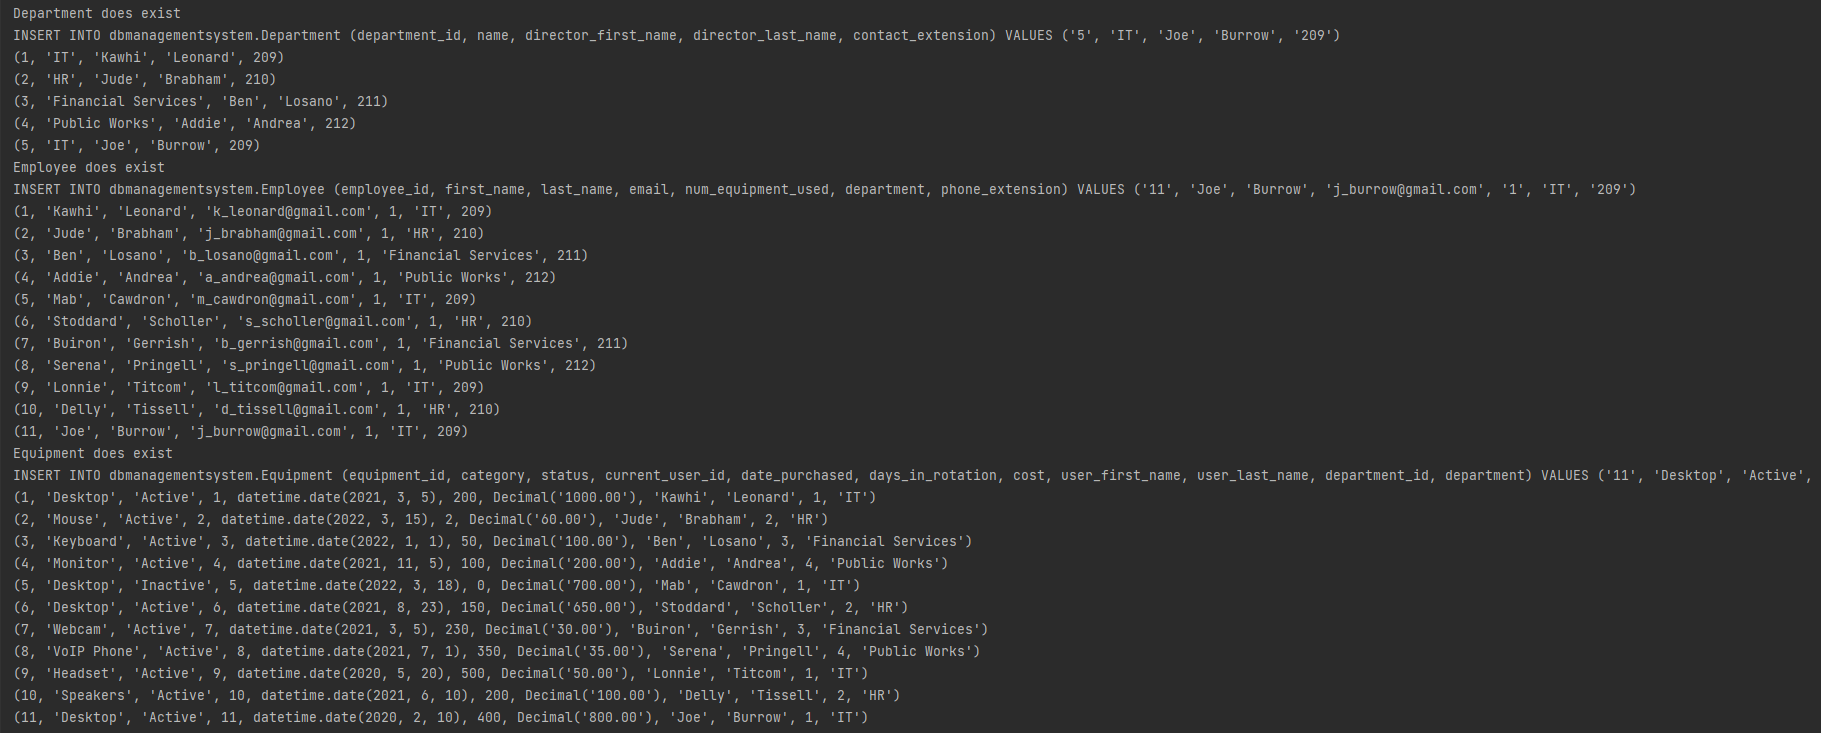 Department does exist
INSERT INTO dbmanagementsystem.Department (department_id, name, director_first_name, director_last_name, contact_extension) VALUES ('5', 'IT', 'Joe', 'Burrow', '209')
(1, 'IT', 'Kawhi', 'Leonard', 209)
(2, 'HR', 'Jude', 'Brabham', 210)
(3, 'Financial Services', 'Ben', 'Losano', 211)
(4, 'Public Works', 'Addie', 'Andrea', 212)
(5, 'IT', 'Joe', 'Burrow', 209)
Employee does exist
INSERT INTO dbmanagementsystem.Employee (employee_id, first_name, last_name, email, num_equipment_used, department, phone_extension) VALUES ('11', 'Joe', 'Burrow', 'j_burrow@gmail.com', '1', 'IT', '209')
(1, 'Kawhi', 'Leonard', 'k_leonard@gmail.com', 1, 'IT', 209)
(2, 'Jude', 'Brabham', 'j_brabham@gmail.com', 1, 'HR', 210)
(3, 'Ben', 'Losano', 'b_losano@gmail.com', 1, 'Financial Services', 211)
(4, 'Addie', 'Andrea', 'a_andrea@gmail.com', 1, 'Public Works', 212)
(5, 'Mab', 'Cawdron', 'm_cawdron@gmail.com', 1, 'IT', 209)
(6, 'Stoddard', 'Scholler', 's_scholler@gmail.com', 1, 'HR', 210)
(7, 'Buiron', 'Gerrish', 'b_gerrish@gmail.com', 1, 'Financial Services', 211)
(8, 'Serena', 'Pringell', 's_pringell@gmail.com', 1, 'Public Works', 212)
(9, 'Lonnie', 'Titcom', 'l_titcom@gmail.com', 1, 'IT', 209)
(10, 'Delly', 'Tissell', 'd_tissell@gmail.com', 1, 'HR', 210)
(11, 'Joe', 'Burrow', 'j_burrow@gmail.com', 1, 'IT', 209)
Equipment does exist
INSERT INTO dbmanagementsystem.Equipment (equipment_id, category, status, current_user_id, date_purchased, days_in_rotation, cost, user_first_name, user_last_name, department_id, department) VALUES ('11', 'Desktop', 'Active',
(1, 'Desktop', 'Active', 1, datetime.date(2021, 3, 5), 200, Decimal('1000.00'), 'Kawhi', 'Leonard', 1, 'IT')
(2, 'Mouse', 'Active', 2, datetime.date(2022, 3, 15), 2, Decimal('60.00'), 'Jude', 'Brabham', 2, 'HR')
(3, 'Keyboard', 'Active', 3, datetime.date(2022, 1, 1), 50, Decimal('100.00'), 'Ben', 'Losano', 3, 'Financial Services')
(4, 'Monitor', 'Active', 4, datetime.date(2021, 11, 5), 100, Decimal('200.00'), 'Addie', 'Andrea', 4, 'Public Works')
(5, 'Desktop', 'Inactive', 5, datetime.date(2022, 3, 18), 0, Decimal('700.00'), 'Mab', 'Cawdron', 1, 'IT')
(6, 'Desktop', 'Active', 6, datetime.date(2021, 8, 23), 150, Decimal('650.00'), 'Stoddard', 'Scholler', 2, 'HR')
(7, 'Webcam', 'Active', 7, datetime.date(2021, 3, 5), 230, Decimal('30.00'), 'Buiron', 'Gerrish', 3, 'Financial Services')
(8, 'VoIP Phone', 'Active', 8, datetime.date(2021, 7, 1), 350, Decimal('35.00'), 'Serena', 'Pringell', 4, 'Public Works')
(9, 'Headset', 'Active', 9, datetime.date(2020, 5, 20), 500, Decimal('50.00'), 'Lonnie', 'Titcom', 1, 'IT')
(10, 'Speakers', 'Active', 10, datetime.date(2021, 6, 10), 200, Decimal('100.00'), 'Delly', 'Tissell', 2, 'HR')
(11, 'Desktop', 'Active', 11, datetime.date(2020, 2, 10), 400, Decimal('800.00'), 'Joe', 'Burrow', 1, 'IT')